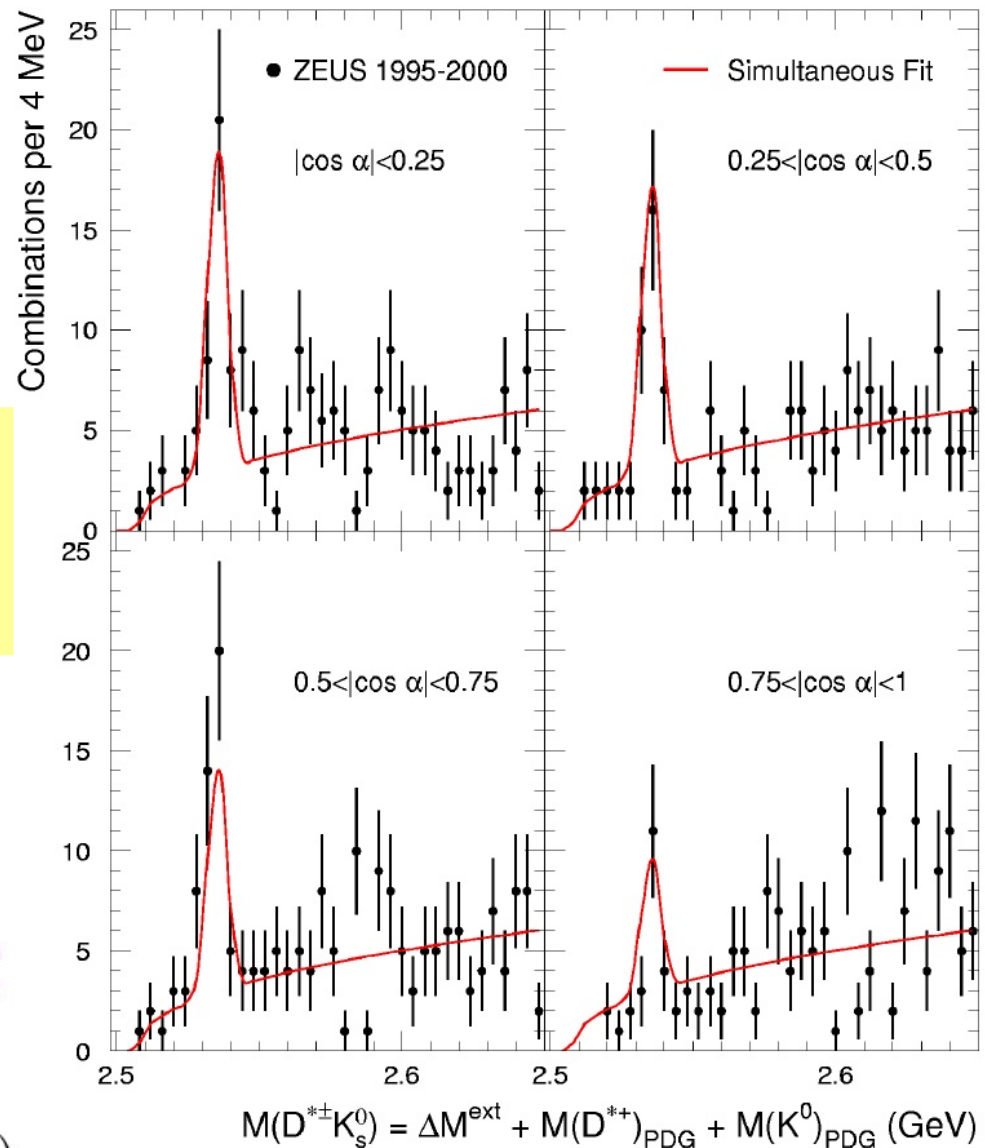 Combinations per 4 MeV
25
20
15
10
5
0
● ZEUS 1995-2000
|cos α|<0.25
— Simultaneous Fit
0.25<|cos α|<0.5
25
20
15
10
5
0
0.5<|cos α|<0.75
0.75<|cos α|<1
2.5 2.6 2.5 2.6
M(D*±K⁰s) = ΔMext + M(D*+)PDG + M(K⁰)PDG (GeV)
)